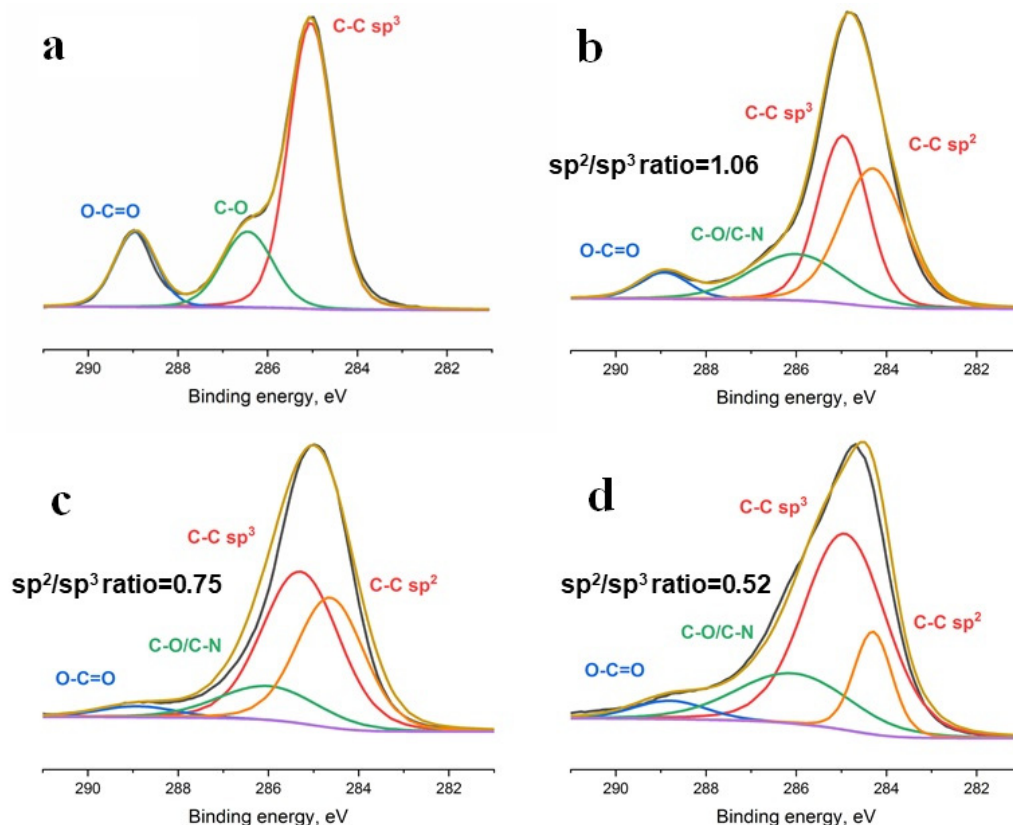 a
C-C sp³
O-C=O
C-O
290 288 286 284 282
Binding energy, eV
b
C-C sp³
C-C sp²
sp²/sp³ ratio=1.06
C-O/C-N
O-C=O
290 288 286 284 282
Binding energy, eV
c
C-C sp³
sp²/sp³ ratio=0.75
C-C sp²
C-O/C-N
O-C=O
290 288 286 284 282
Binding energy, eV
d
C-C sp³
sp²/sp³ ratio=0.52
C-O/C-N
C-C sp²
O-C=O
290 288 286 284 282
Binding energy, eV